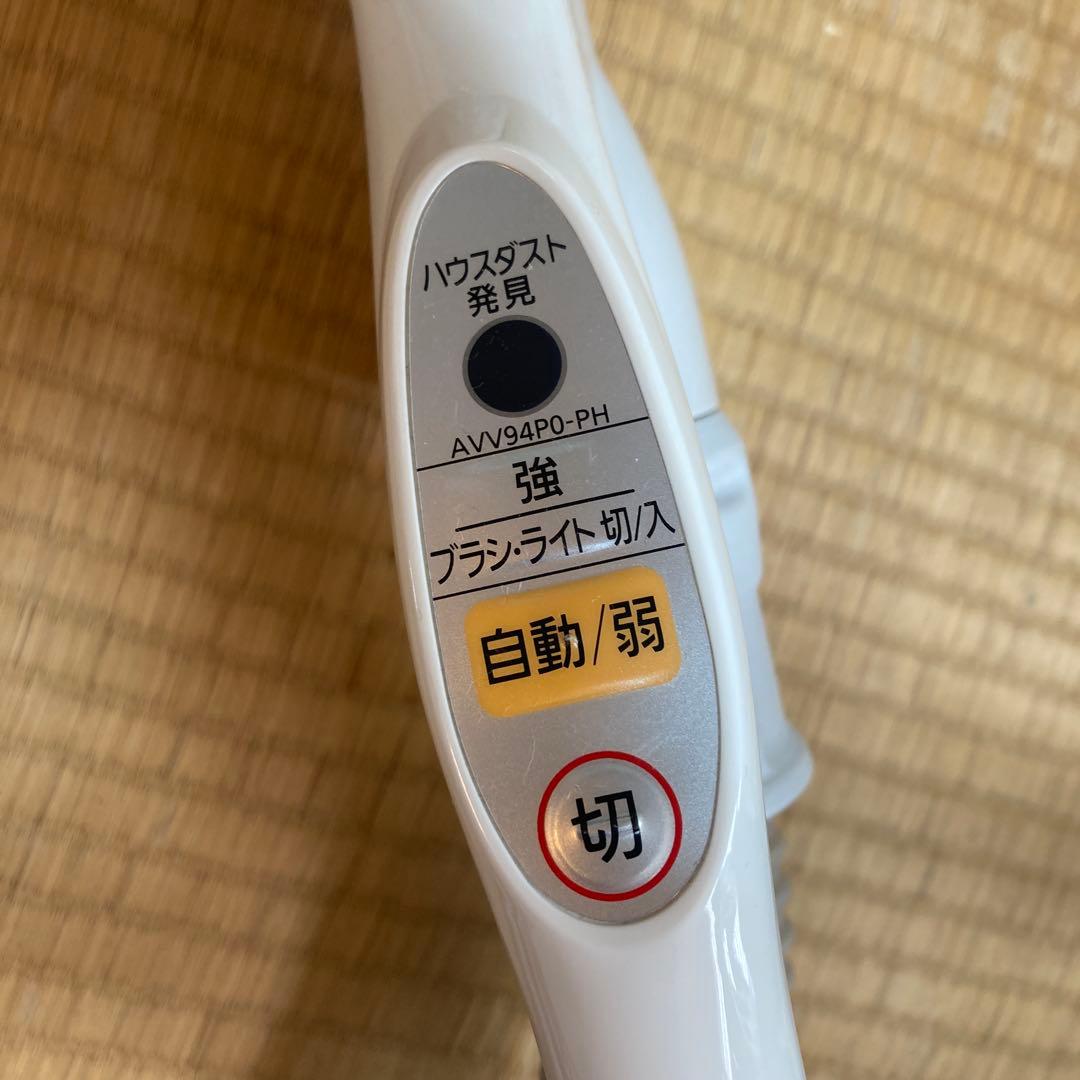 ハウスダスト
発見
AVV94P0-PH
強
ブラシ・ライト 切/入
自動/弱
切